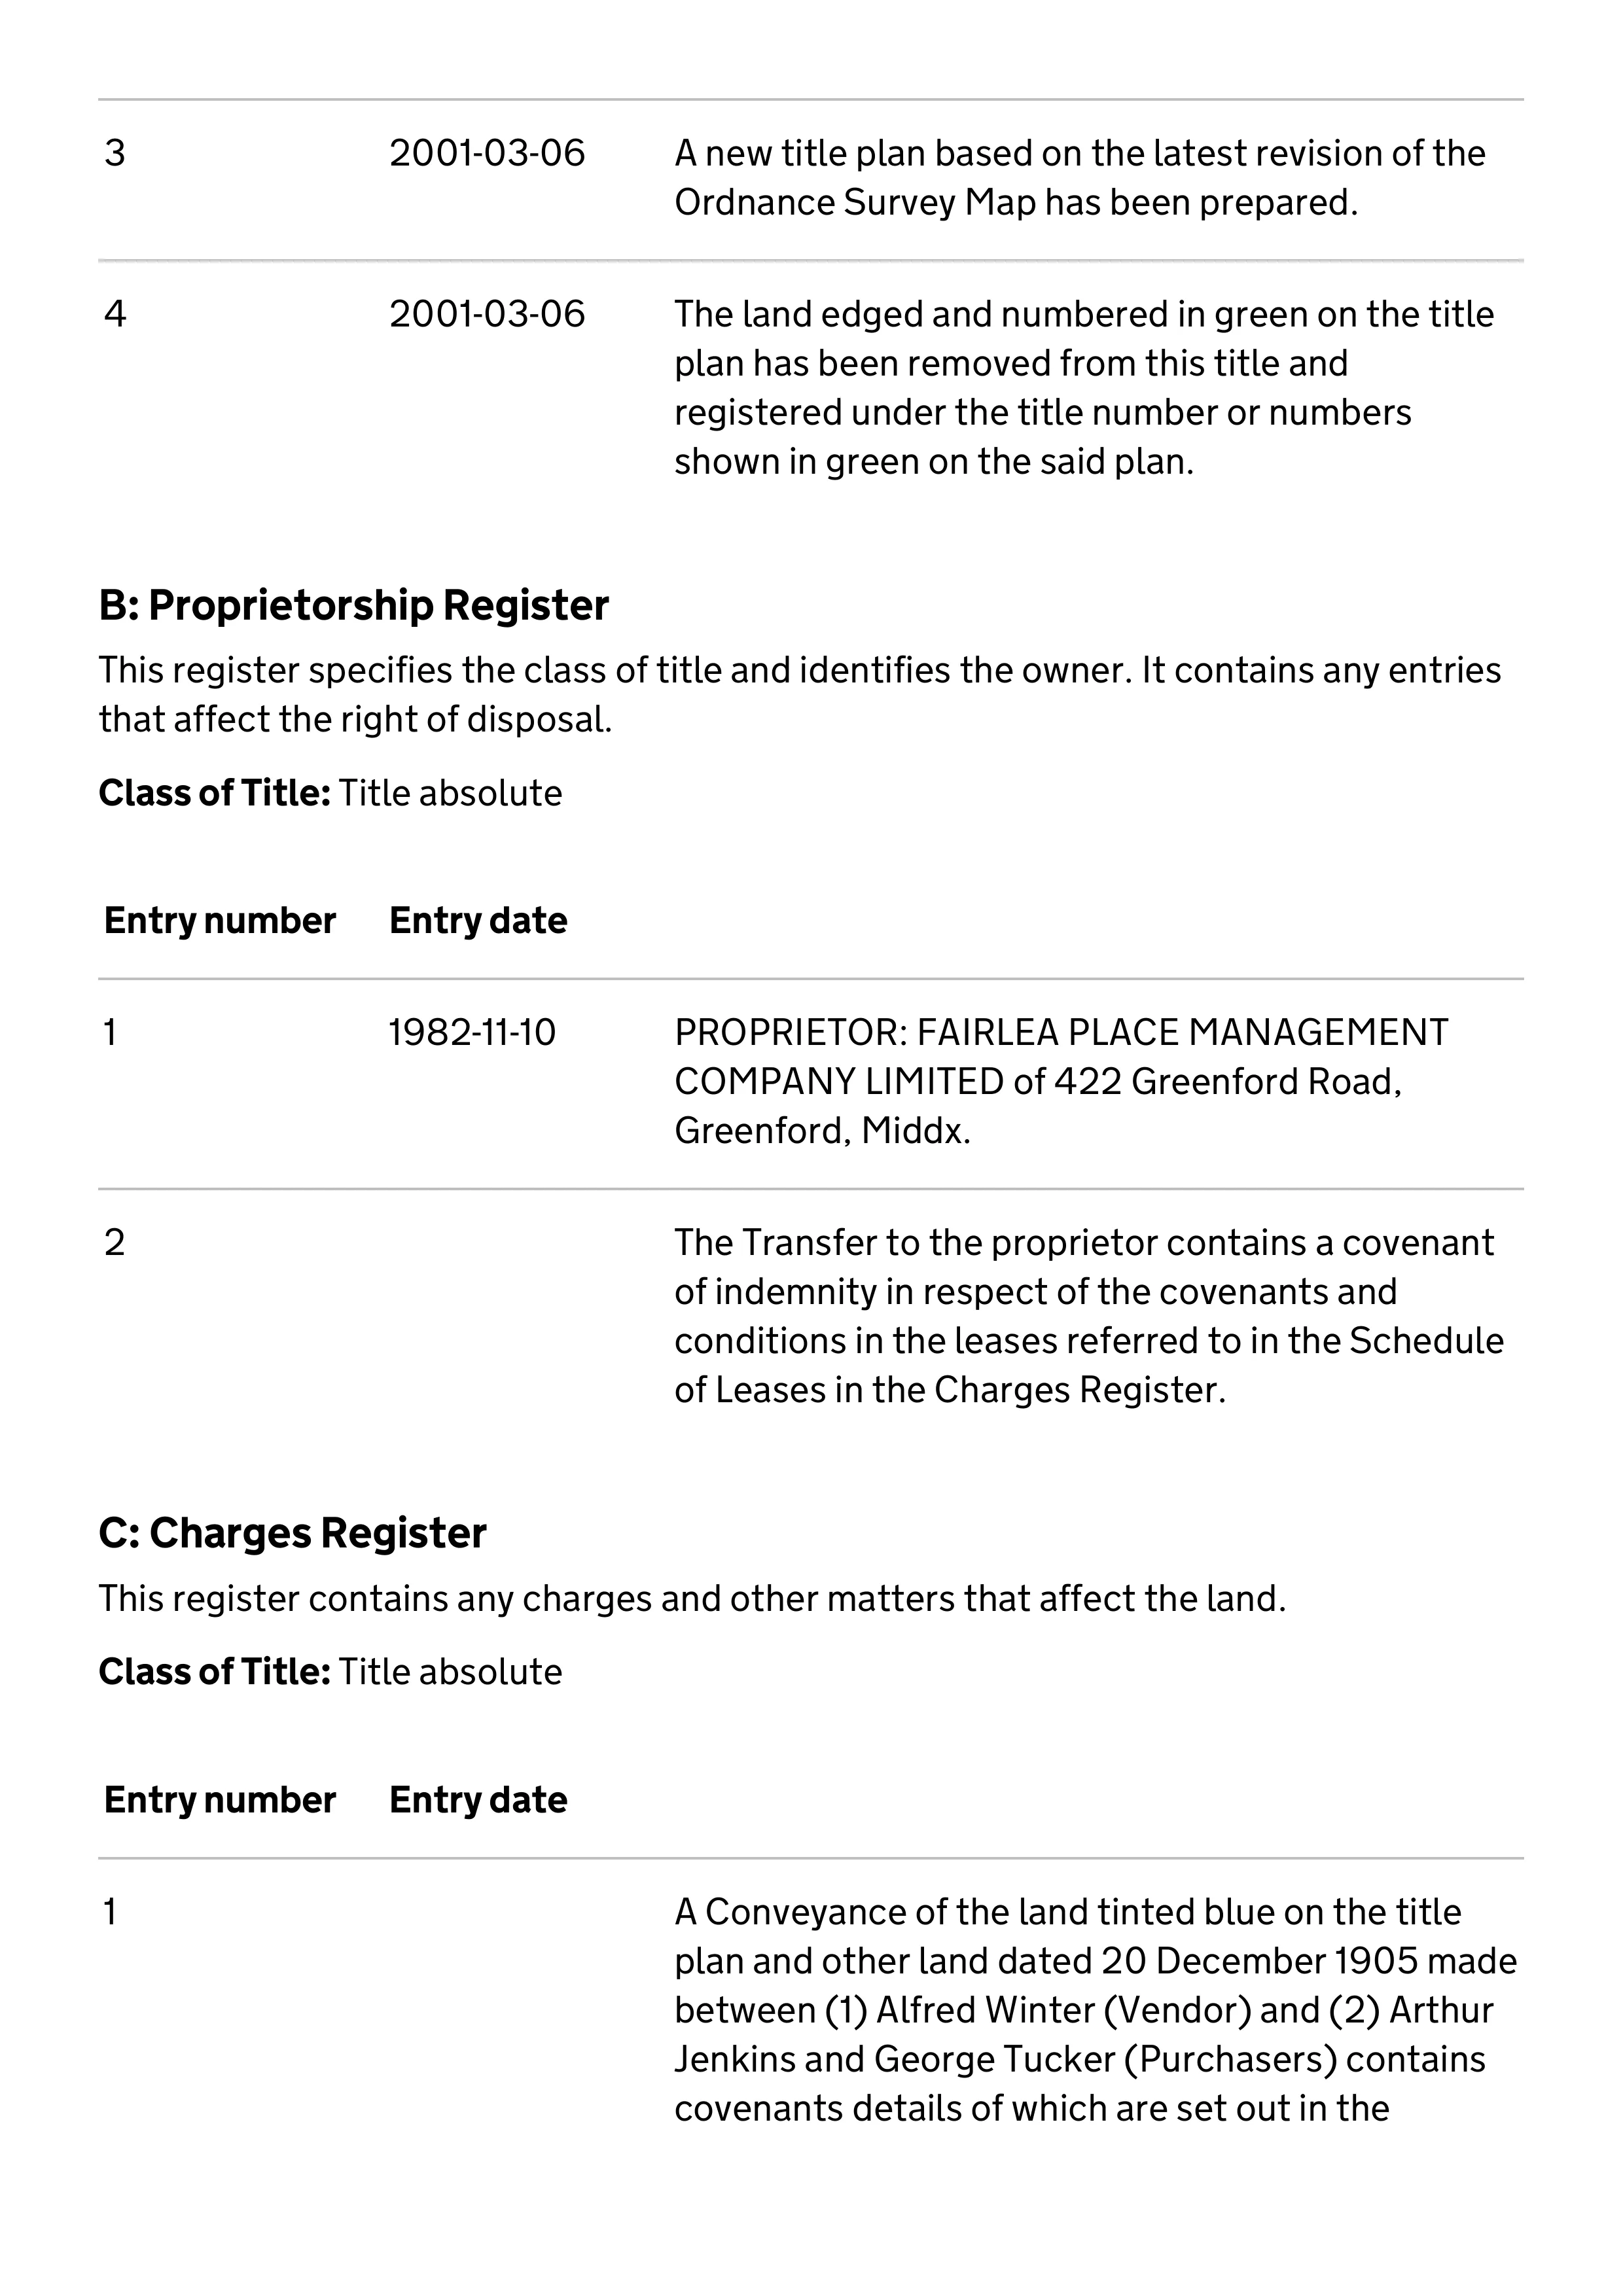 3 2001-03-06 A new title plan based on the latest revision of the
Ordnance Survey Map has been prepared.
4 2001-03-06 The land edged and numbered in green on the title
plan has been removed from this title and
registered under the title number or numbers
shown in green on the said plan.
B: Proprietorship Register
This register specifies the class of title and identifies the owner. It contains any entries
that affect the right of disposal.
Class of Title: Title absolute
Entry number Entry date
1 1982-11-10 PROPRIETOR: FAIRLEA PLACE MANAGEMENT
COMPANY LIMITED of 422 Greenford Road,
Greenford, Middx.
2 The Transfer to the proprietor contains a covenant
of indemnity in respect of the covenants and
conditions in the leases referred to in the Schedule
of Leases in the Charges Register.
C: Charges Register
This register contains any charges and other matters that affect the land.
Class of Title: Title absolute
Entry number Entry date
1 A Conveyance of the land tinted blue on the title
plan and other land dated 20 December 1905 made
between (1) Alfred Winter (Vendor) and (2) Arthur
Jenkins and George Tucker (Purchasers) contains
covenants details of which are set out in the